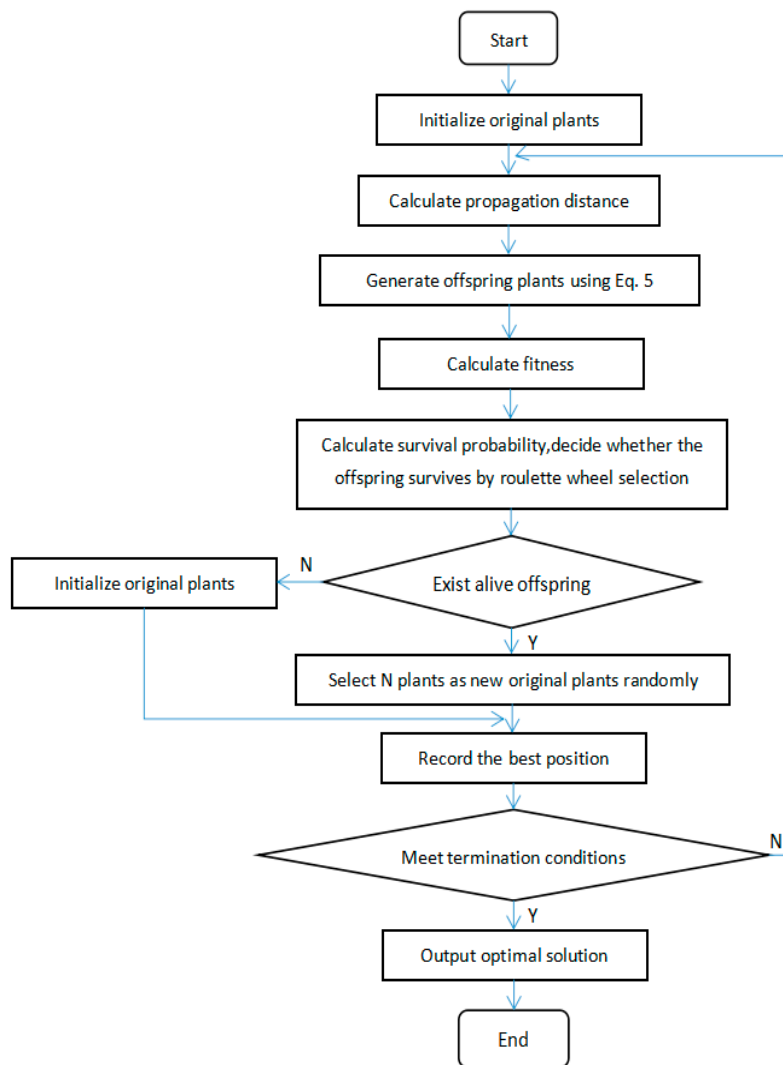 Start
Initialize original plants
Calculate propagation distance
Generate offspring plants using Eq. 5
Calculate fitness
Calculate survival probability,decide whether the
offspring survives by roulette wheel selection
N
Initialize original plants
Exist alive offspring
Y
Select N plants as new original plants randomly
Record the best position
N
Meet termination conditions
Y
Output optimal solution
End